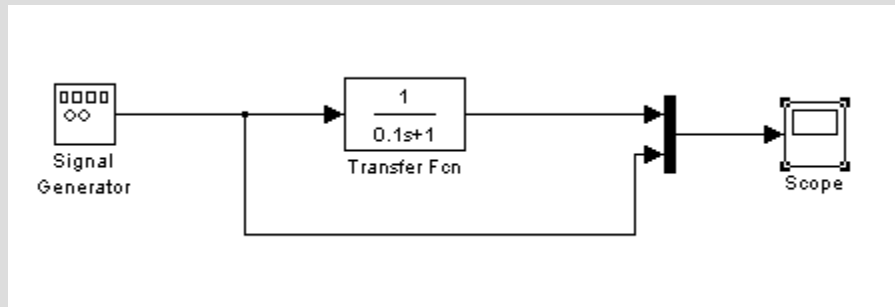 Signal
Generator
1
0.1s+1
Transfer Fcn
Scope